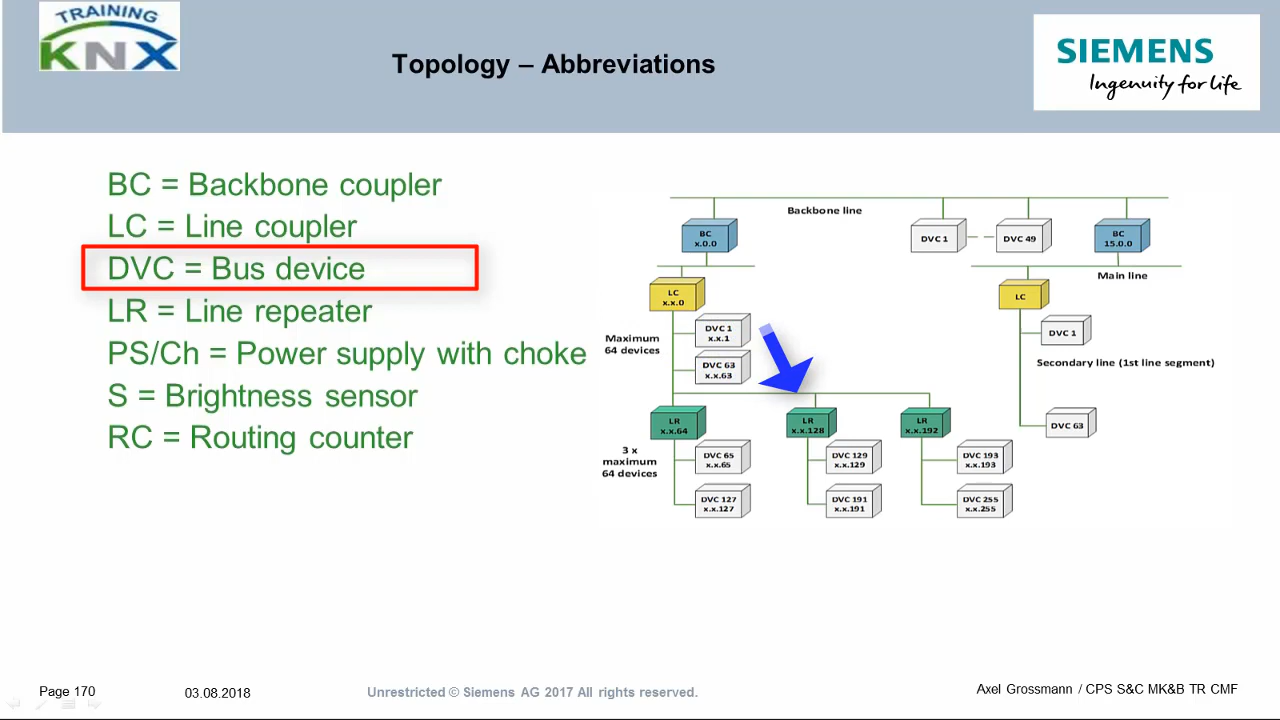 TRAINING
KNX
Topology – Abbreviations
SIEMENS
Ingenuity for life
BC = Backbone coupler
LC = Line coupler
DVC = Bus device
LR = Line repeater
PS/Ch = Power supply with choke
S = Brightness sensor
RC = Routing counter
Backbone line
BC
x.0.0
DVC 1
DVC 49
BC
15.0.0
Main line
LC
x.x.0
LC
Maximum
64 devices
DVC 1
x.x.1
DVC 63
x.x.63
DVC 1
Secondary line (1st line segment)
DVC 63
LR
x.x.64
LR
x.x.128
LR
x.x.192
3 x
maximum
64 devices
DVC 65
x.x.65
DVC 129
x.x.129
DVC 193
x.x.193
DVC 127
x.x.127
DVC 191
x.x.191
DVC 255
x.x.255
Page 170
03.08.2018
Unrestricted © Siemens AG 2017 All rights reserved.
Axel Grossmann / CPS S&C MK&B TR CMF